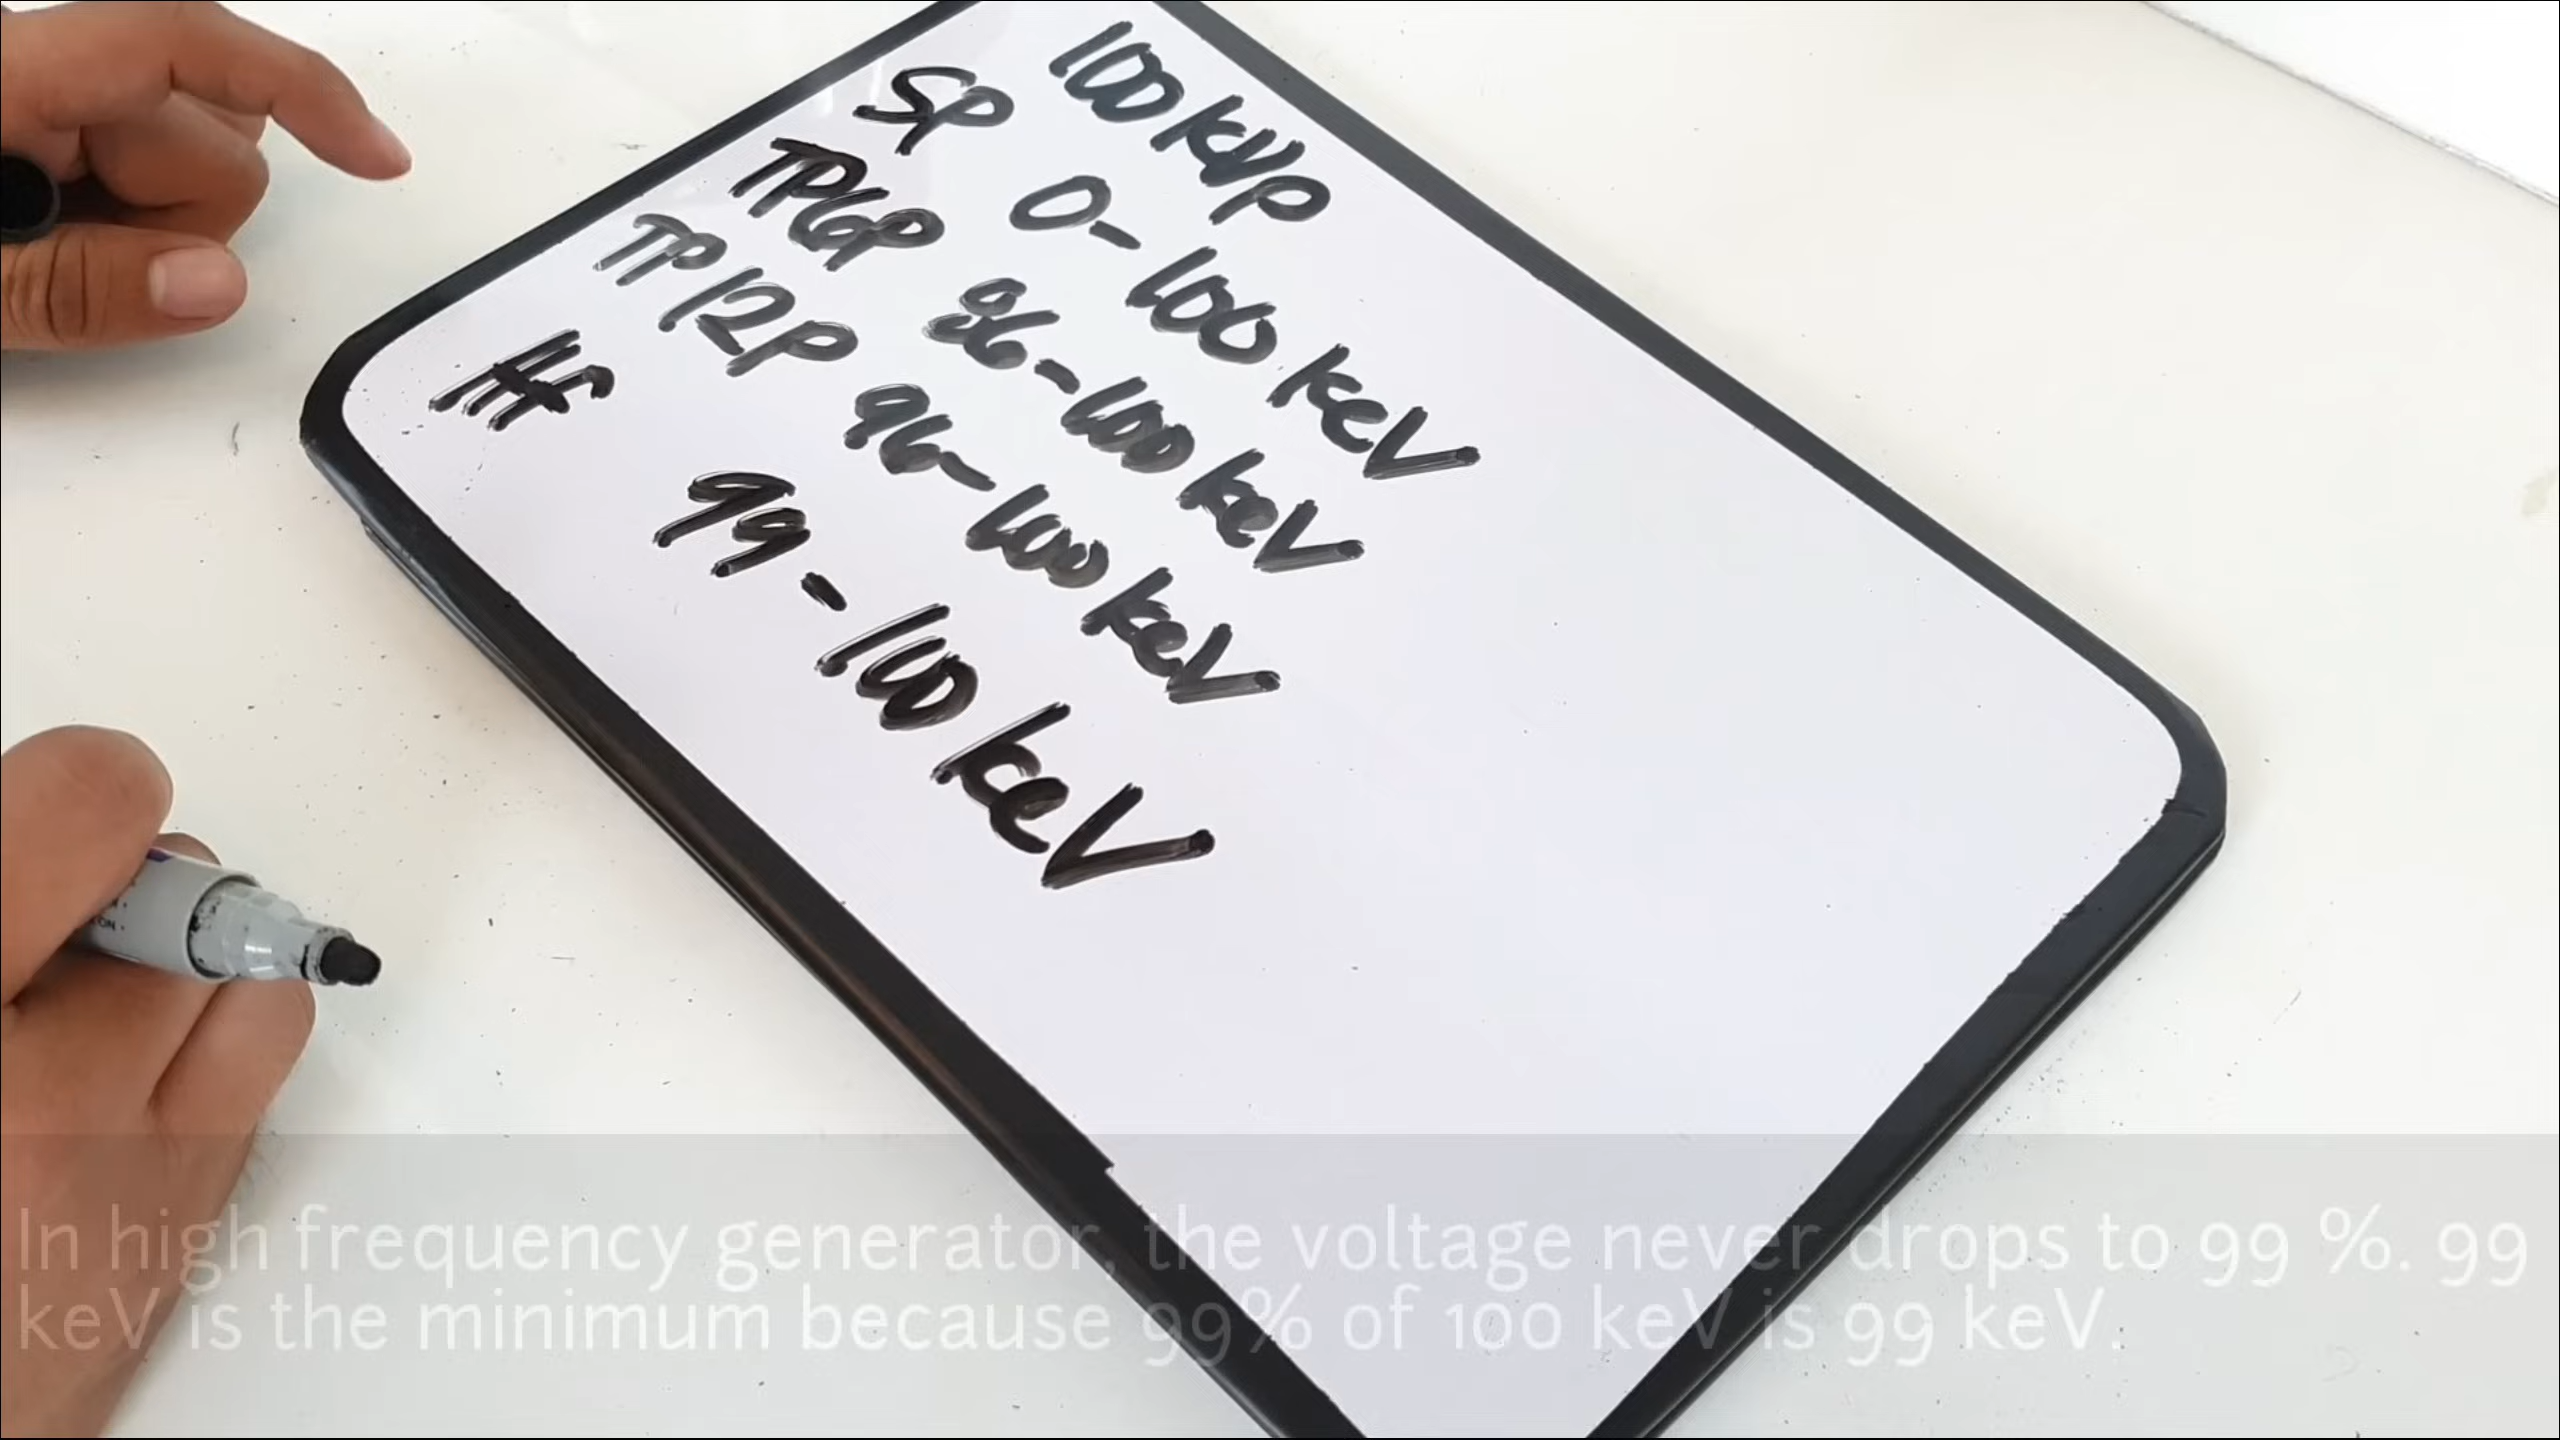 100 kVp
SP 0-100 keV
TP6P 86-100 keV
TP12P 96-100 keV
HF 99-100 keV
In high frequency generator, the voltage never drops to 99 %. 99
keV is the minimum because 99% of 100 keV is 99 keV.